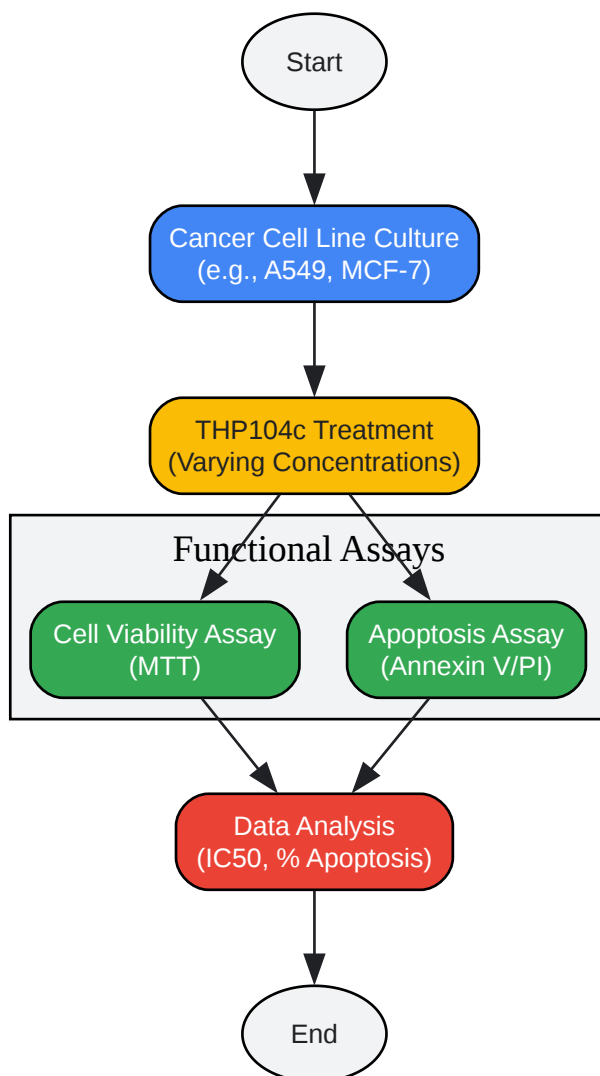 Start
Cancer Cell Line Culture
(e.g., A549, MCF-7)
THP104c Treatment
(Varying Concentrations)
Functional Assays
Cell Viability Assay
(MTT)
Apoptosis Assay
(Annexin V/PI)
Data Analysis
(IC50, % Apoptosis)
End